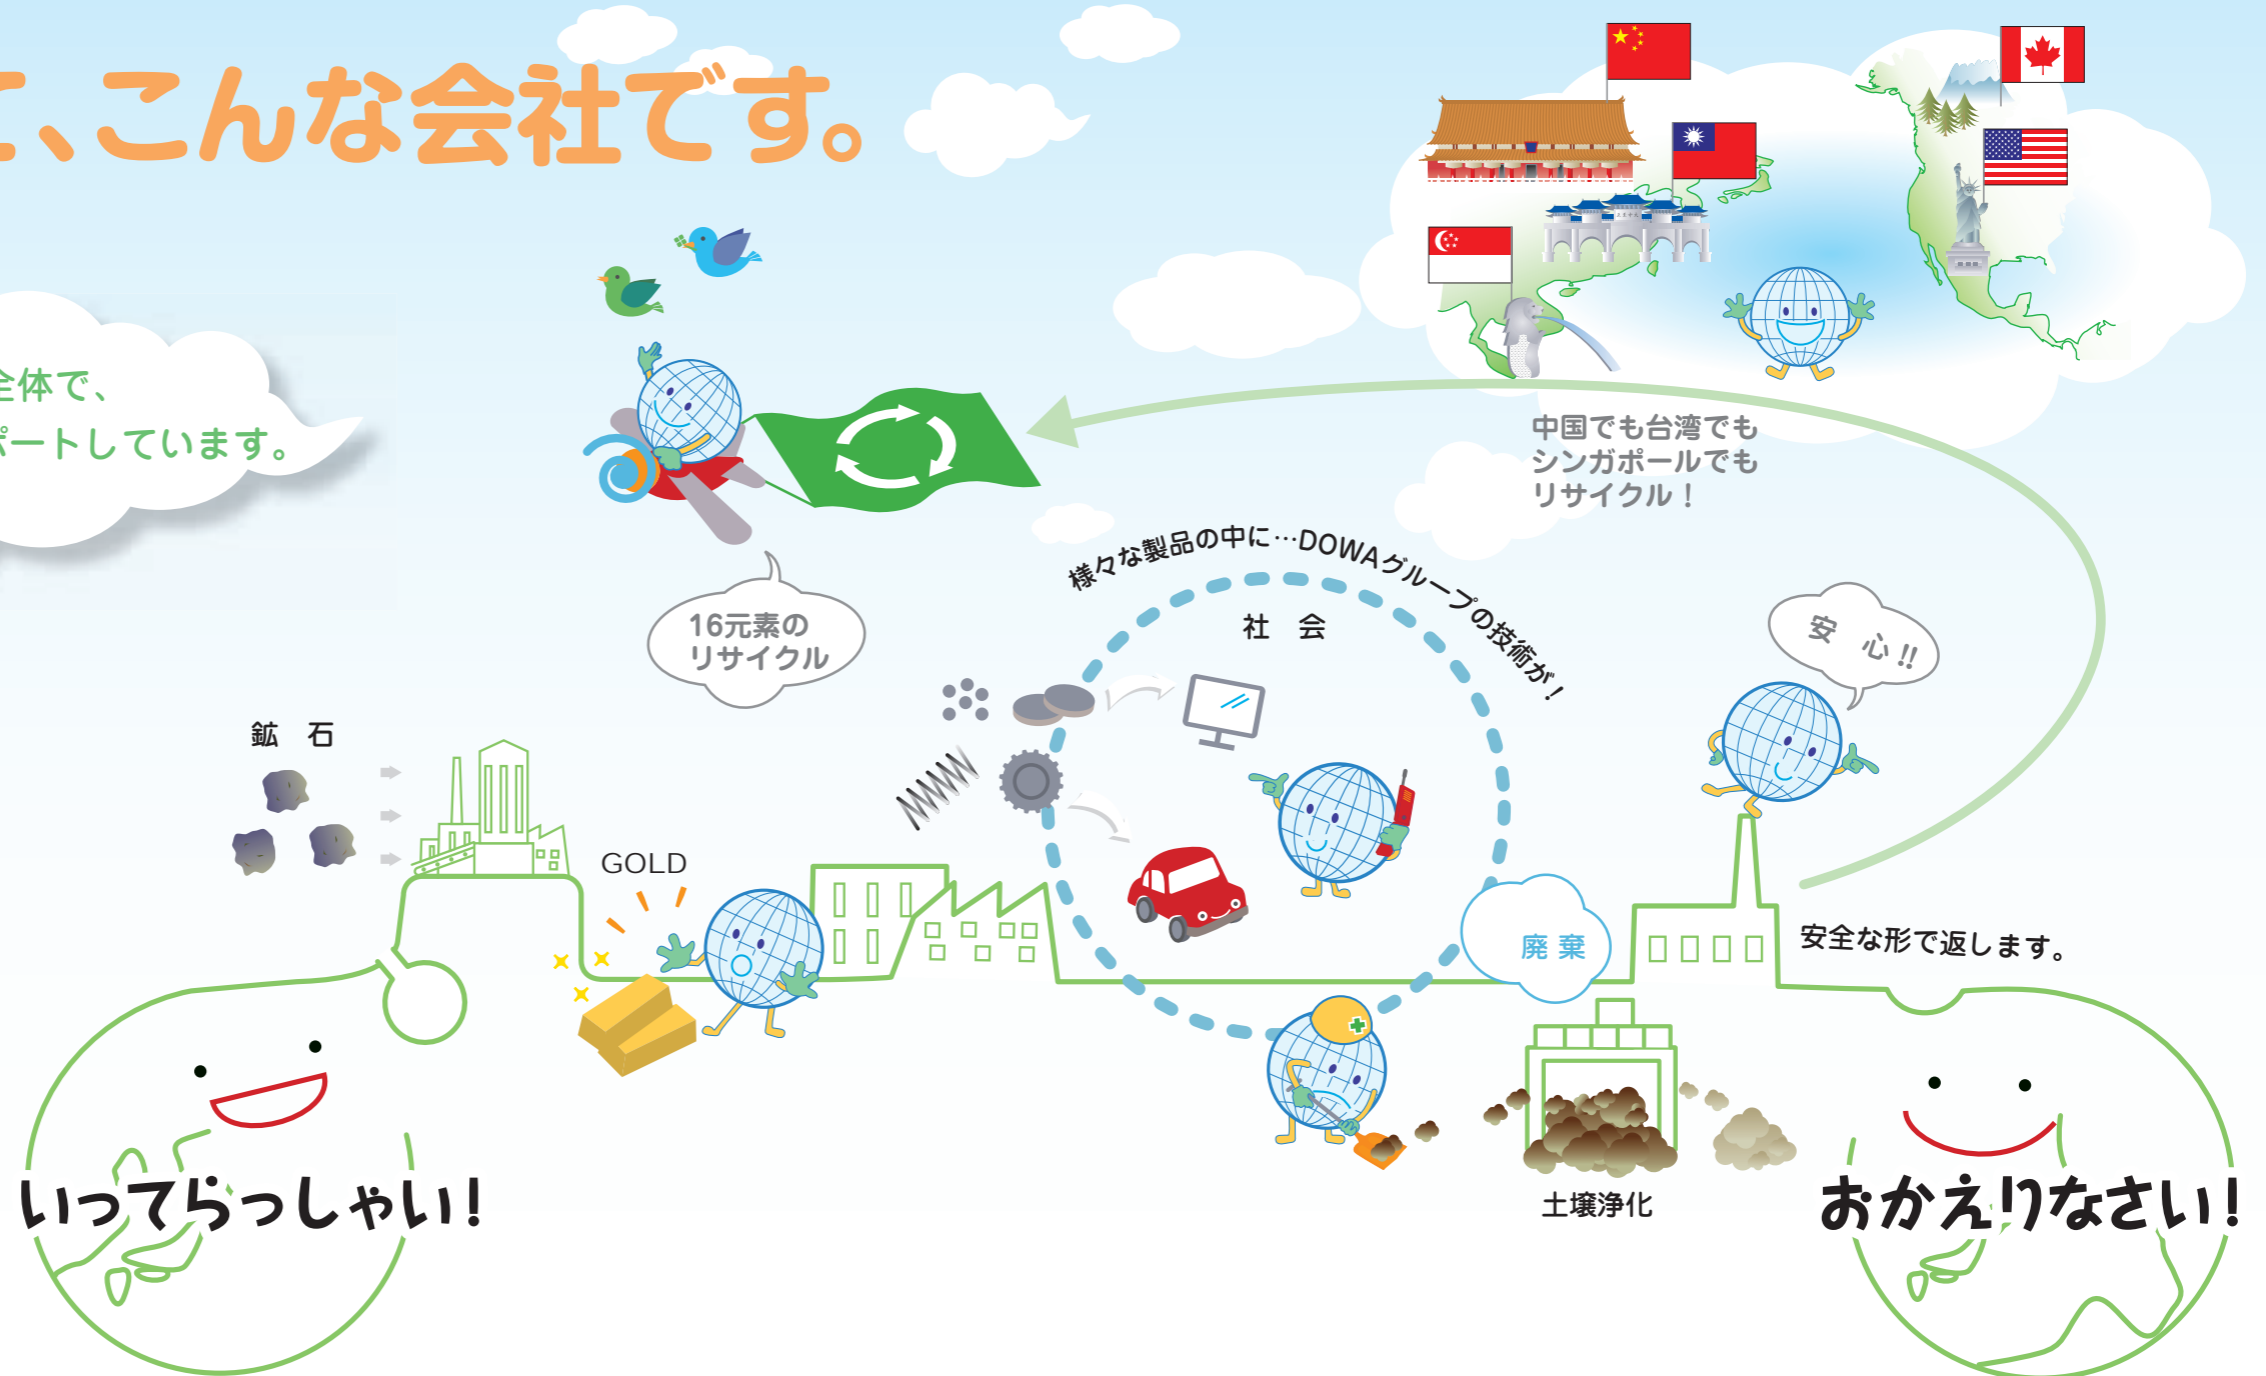 に、こんな会社です。
全体で、
ポートしています。
中国でも台湾でも
シンガポールでも
リサイクル！
16元素の
リサイクル
様々な製品の中に…DOWAグループの技術が！
社　会
安　心!!
鉱　石
GOLD
廃 棄
安全な形で返します。
いってらっしゃい！
土壌浄化
おかえりなさい！